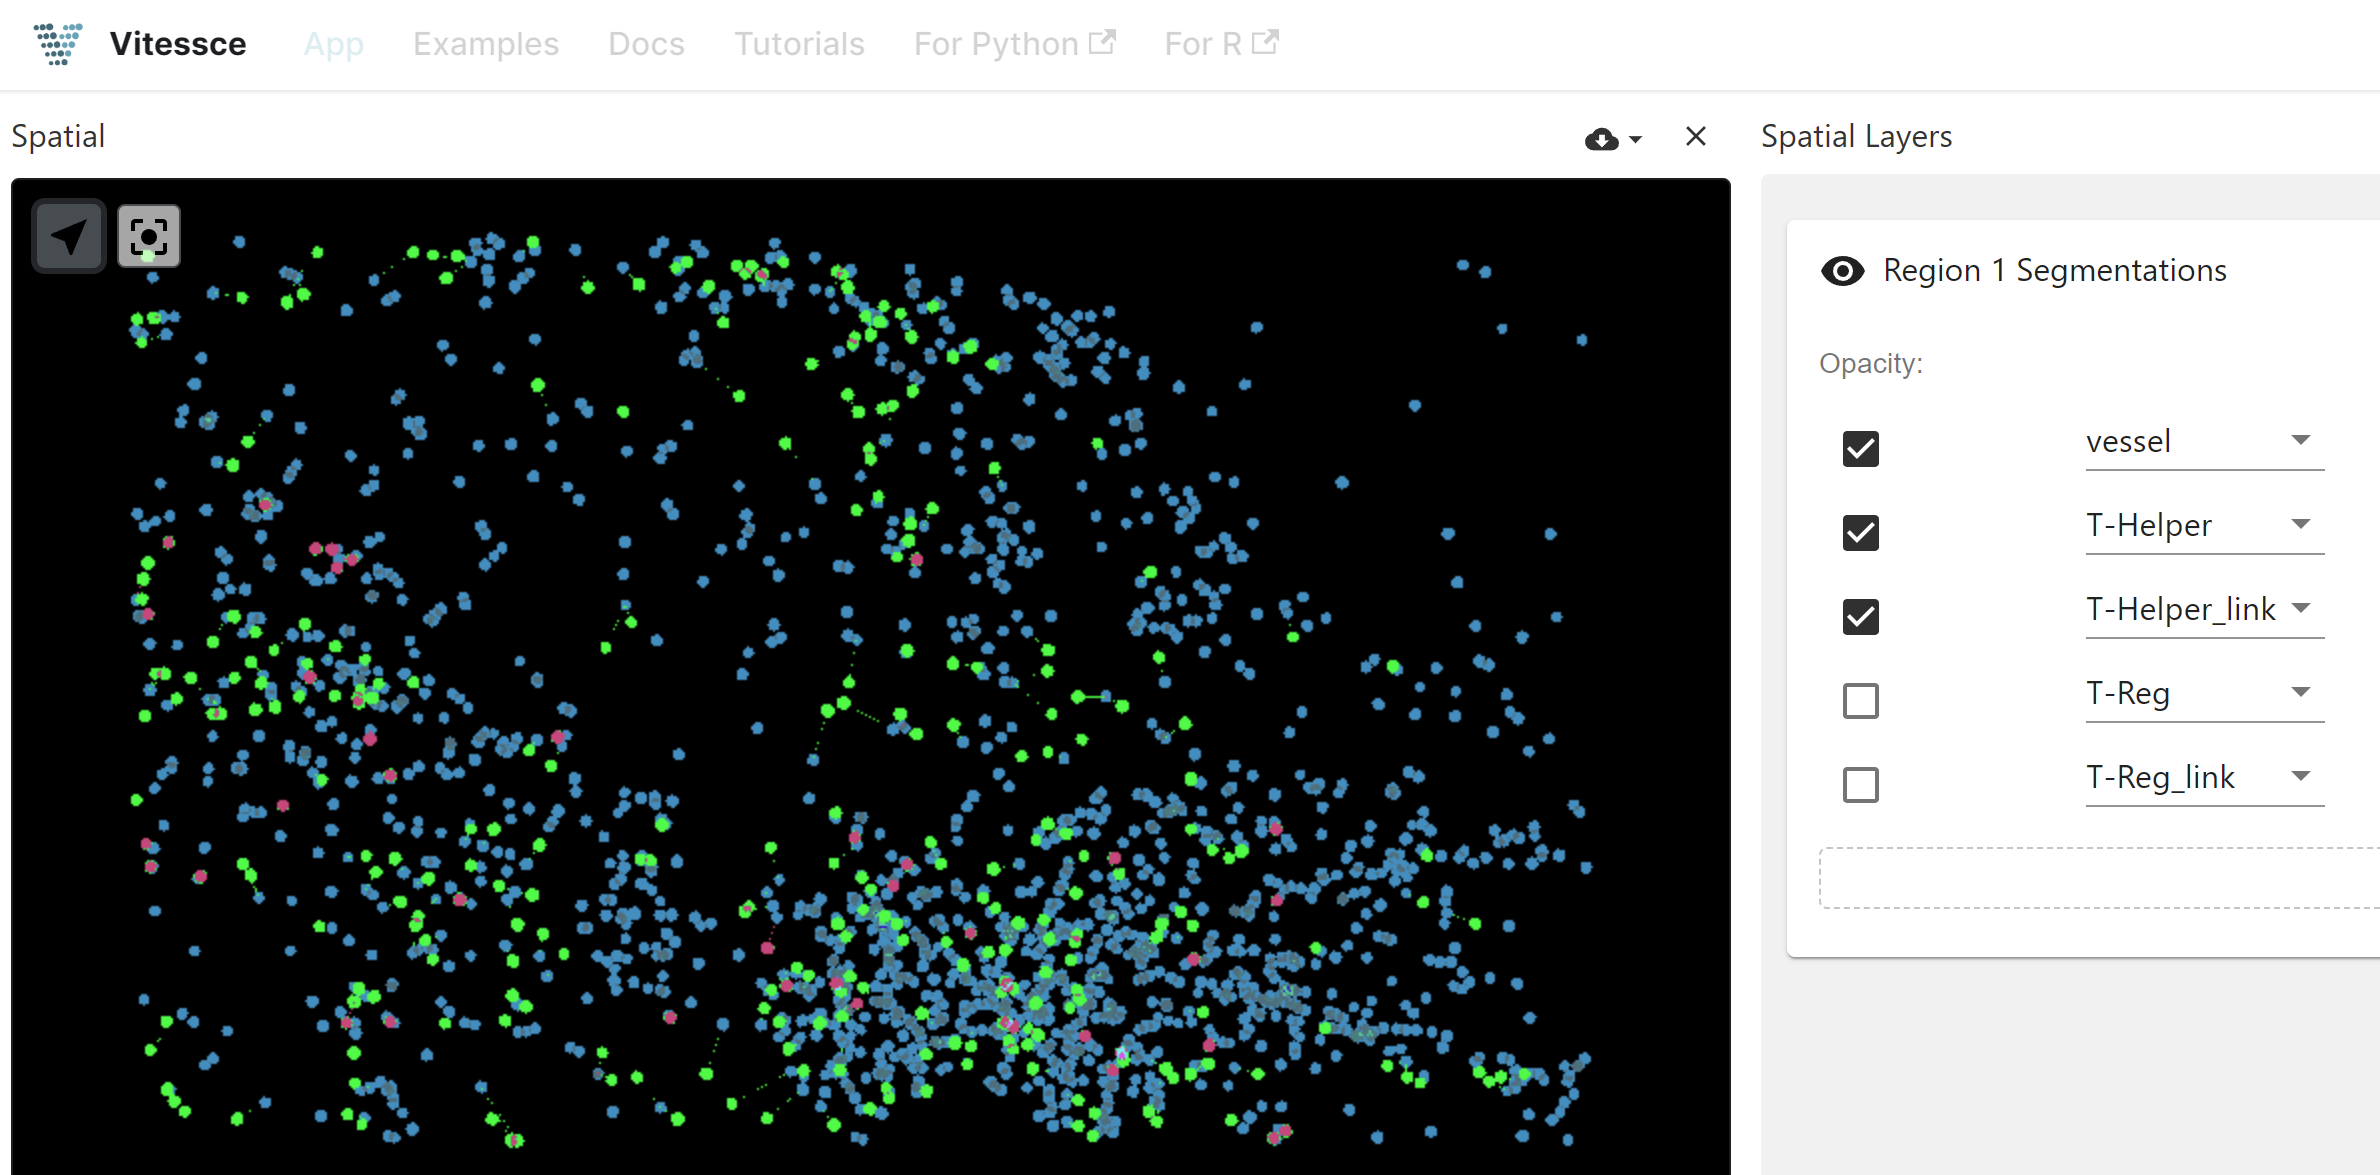 Vitessce App Examples Docs Tutorials For Python For R
Spatial
Spatial Layers
Region 1 Segmentations
Opacity:
vessel
T-Helper
T-Helper_link
T-Reg
T-Reg_link